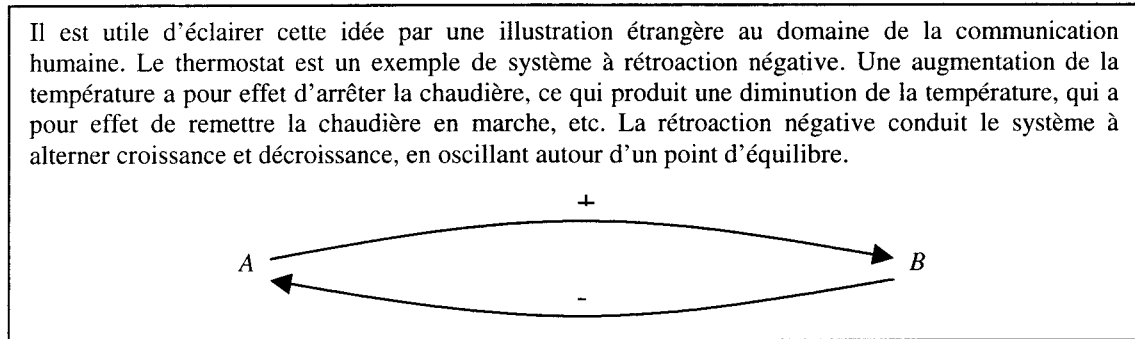 Il est utile d'éclairer cette idée par une illustration étrangère au domaine de la communication
humaine. Le thermostat est un exemple de système à rétroaction négative. Une augmentation de la
température a pour effet d'arrêter la chaudière, ce qui produit une diminution de la température, qui a
pour effet de remettre la chaudière en marche, etc. La rétroaction négative conduit le système à
alterner croissance et décroissance, en oscillant autour d'un point d'équilibre.
+
A B
-